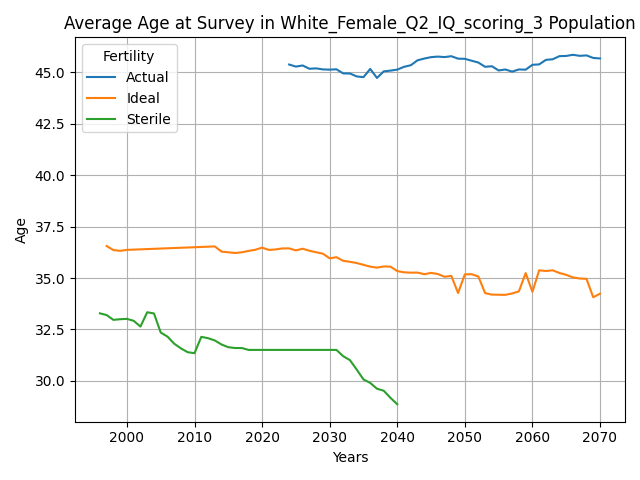 Average Age at Survey in White_Female_Q2_IQ_scoring_3 Population
Fertility
Actual
Ideal
Sterile
45.0
42.5
40.0
37.5
35.0
32.5
30.0
Age
2000 2010 2020 2030 2040 2050 2060 2070
Years